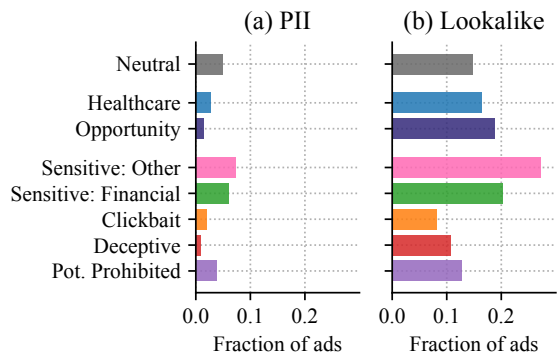 (a) PII
(b) Lookalike
Neutral
Healthcare
Opportunity
Sensitive: Other
Sensitive: Financial
Clickbait
Deceptive
Pot. Prohibited
0.0 0.1 0.2
0.0 0.1 0.2
Fraction of ads
Fraction of ads